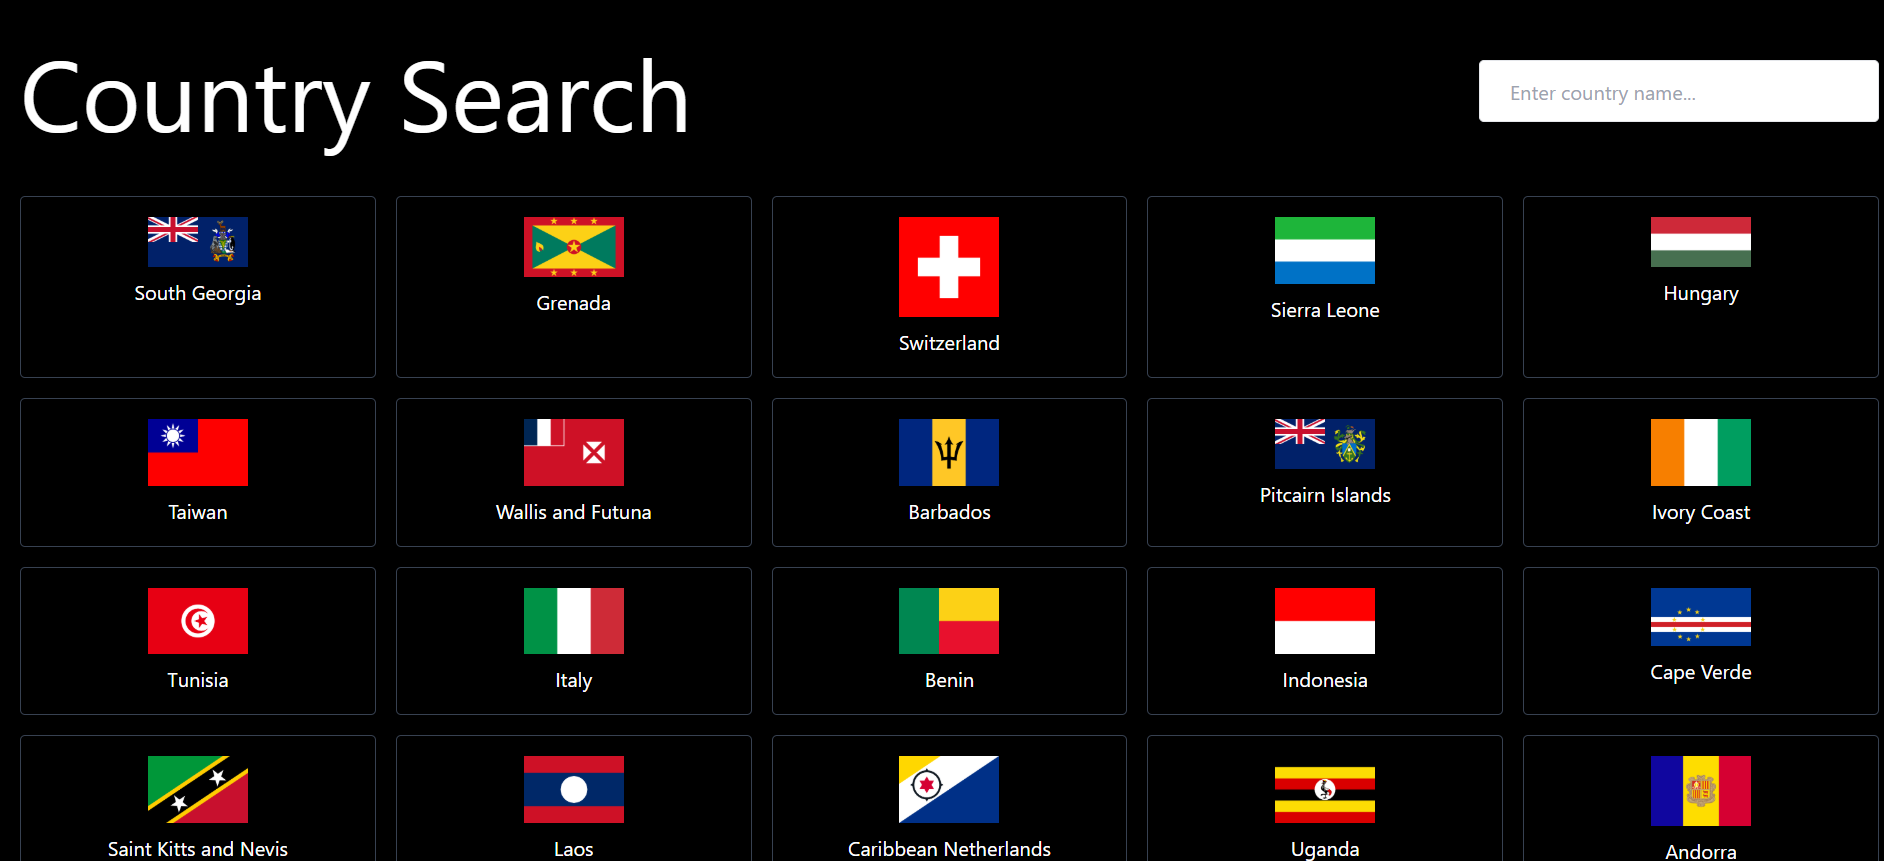 Country Search
Enter country name...
South Georgia
Grenada
Switzerland
Sierra Leone
Hungary
Taiwan
Wallis and Futuna
Barbados
Pitcairn Islands
Ivory Coast
Tunisia
Italy
Benin
Indonesia
Cape Verde
Saint Kitts and Nevis
Laos
Caribbean Netherlands
Uganda
Andorra